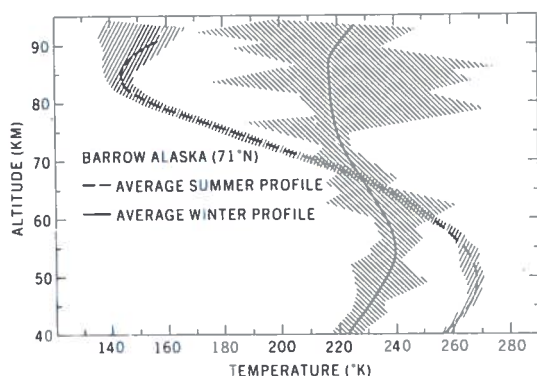 90
80
70
60
50
40
ALTITUDE (KM)
BARROW ALASKA (71°N)
AVERAGE SUMMER PROFILE
AVERAGE WINTER PROFILE
140 160 180 200 220 240 260 280
TEMPERATURE (°K)